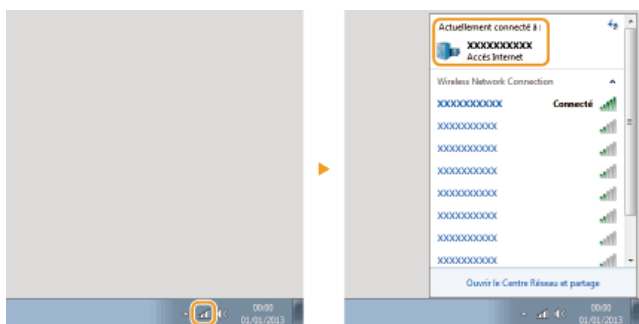 00:00
01/01/2013
Actuellement connecté à :
XXXXXXXXXX
Accès Internet
Wireless Network Connection
XXXXXXXXXX Connecté
XXXXXXXXXX
XXXXXXXXXX
XXXXXXXXXX
XXXXXXXXXX
XXXXXXXXXX
XXXXXXXXXX
XXXXXXXXXX
Ouvrir le Centre Réseau et partage
00:00
01/01/2013